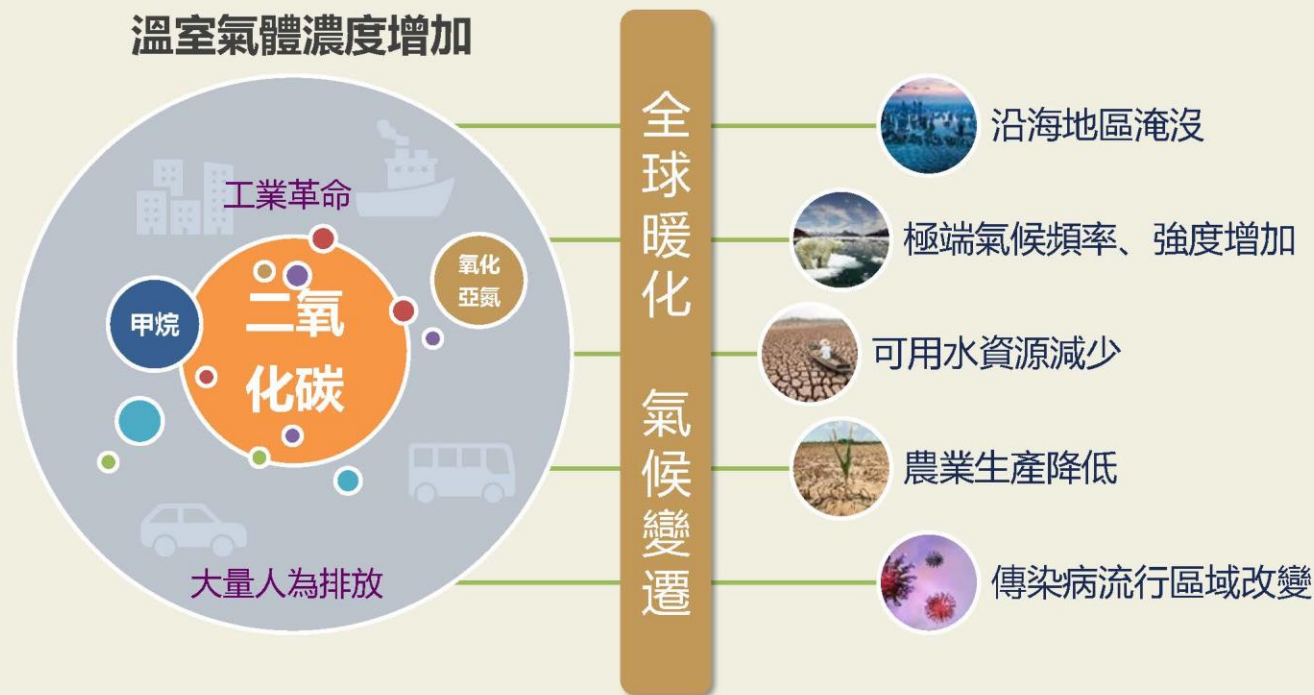 溫室氣體濃度增加
工業革命
甲烷
二氧
化碳
氧化
亞氮
大量人為排放
全球暖化 氣候變遷
沿海地區淹沒
極端氣候頻率、強度增加
可用水資源減少
農業生產降低
傳染病流行區域改變